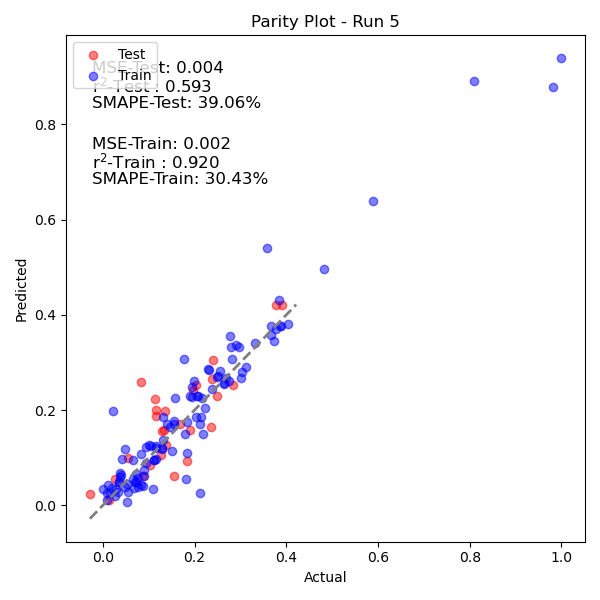 Parity Plot - Run 5
Test
Train
MSE-Test: 0.004
r²-Test : 0.593
SMAPE-Test: 39.06%
MSE-Train: 0.002
r²-Train : 0.920
SMAPE-Train: 30.43%
Predicted
0.8
0.6
0.4
0.2
0.0
0.0 0.2 0.4 0.6 0.8 1.0
Actual